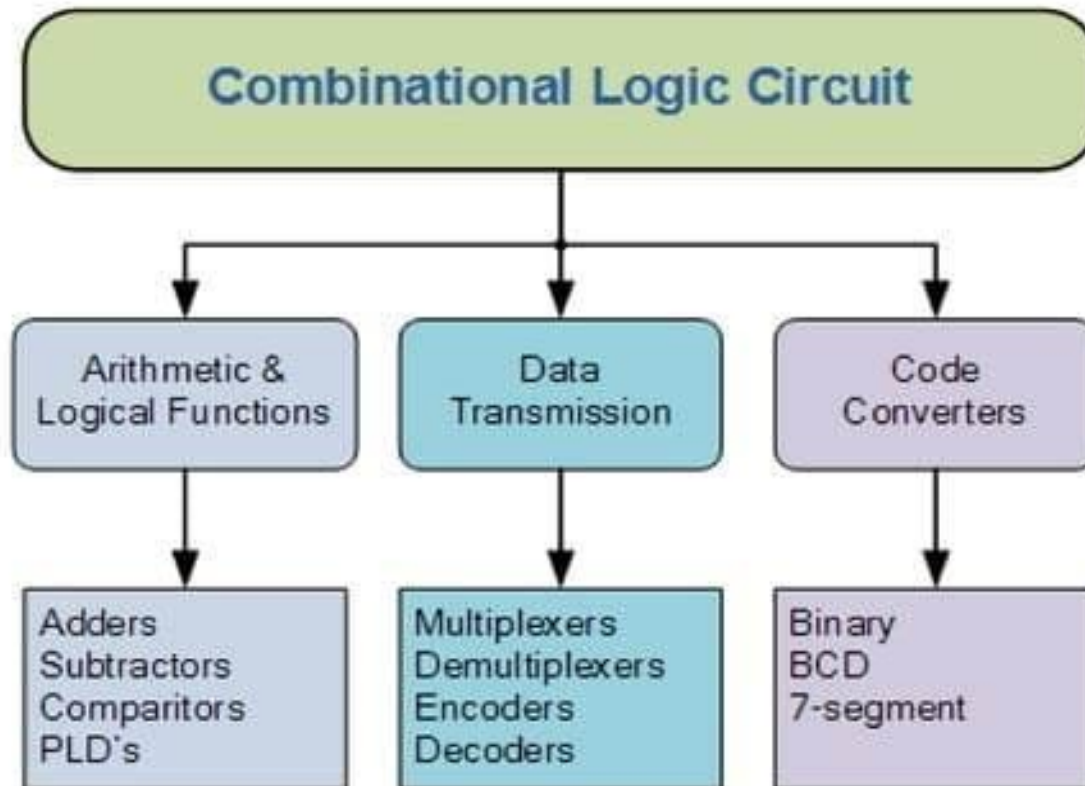 Combinational Logic Circuit
Arithmetic &
Logical Functions
Data
Transmission
Code
Converters
Adders
Subtractors
Comparitors
PLD`s
Multiplexers
Demultiplexers
Encoders
Decoders
Binary
BCD
7-segment